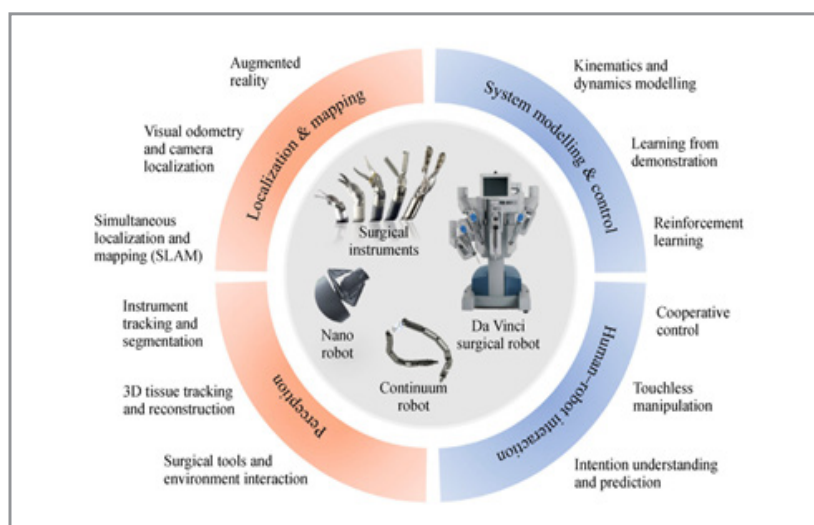 Augmented
reality
Visual odometry
and camera
localization
Simultaneous
localization and
mapping (SLAM)
Localization & mapping
System modelling & control
Kinematics and
dynamics modelling
Learning from
demonstration
Reinforcement
learning
Surgical
instruments
Nano
robot
Continuum
robot
Da Vinci
surgical robot
Instrument
tracking and
segmentation
3D tissue tracking
and reconstruction
Surgical tools and
environment interaction
Perception
Human–robot interaction
Cooperative
control
Touchless
manipulation
Intention understanding
and prediction